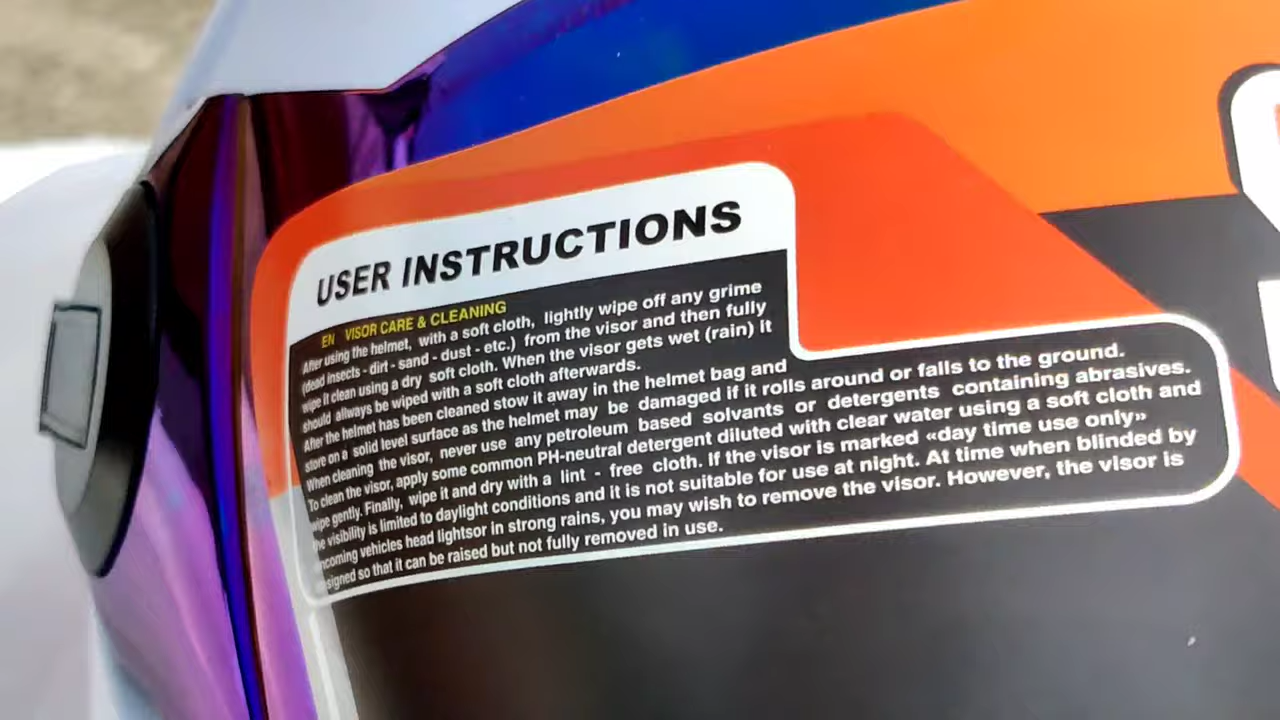 USER INSTRUCTIONS
EN VISOR CARE & CLEANING
After using the helmet, with a soft cloth, lightly wipe off any grime
(dead insects - dirt - sand - dust - etc.) from the visor and then fully
wipe it clean using a dry soft cloth. When the visor gets wet (rain) it
should allways be wiped with a soft cloth afterwards.
After the helmet has been cleaned stow it away in the helmet bag and
store on a solid level surface as the helmet may be damaged if it rolls around or falls to the ground.
When cleaning the visor, never use any petroleum based solvants or detergents containing abrasives.
To clean the visor, apply some common PH-neutral detergent diluted with clear water using a soft cloth and
wipe gently. Finally, wipe it and dry with a lint - free cloth. If the visor is marked «day time use only»
the visibility is limited to daylight conditions and it is not suitable for use at night. At time when blinded by
incoming vehicles head lightsor in strong rains, you may wish to remove the visor. However, the visor is
signed so that it can be raised but not fully removed in use.